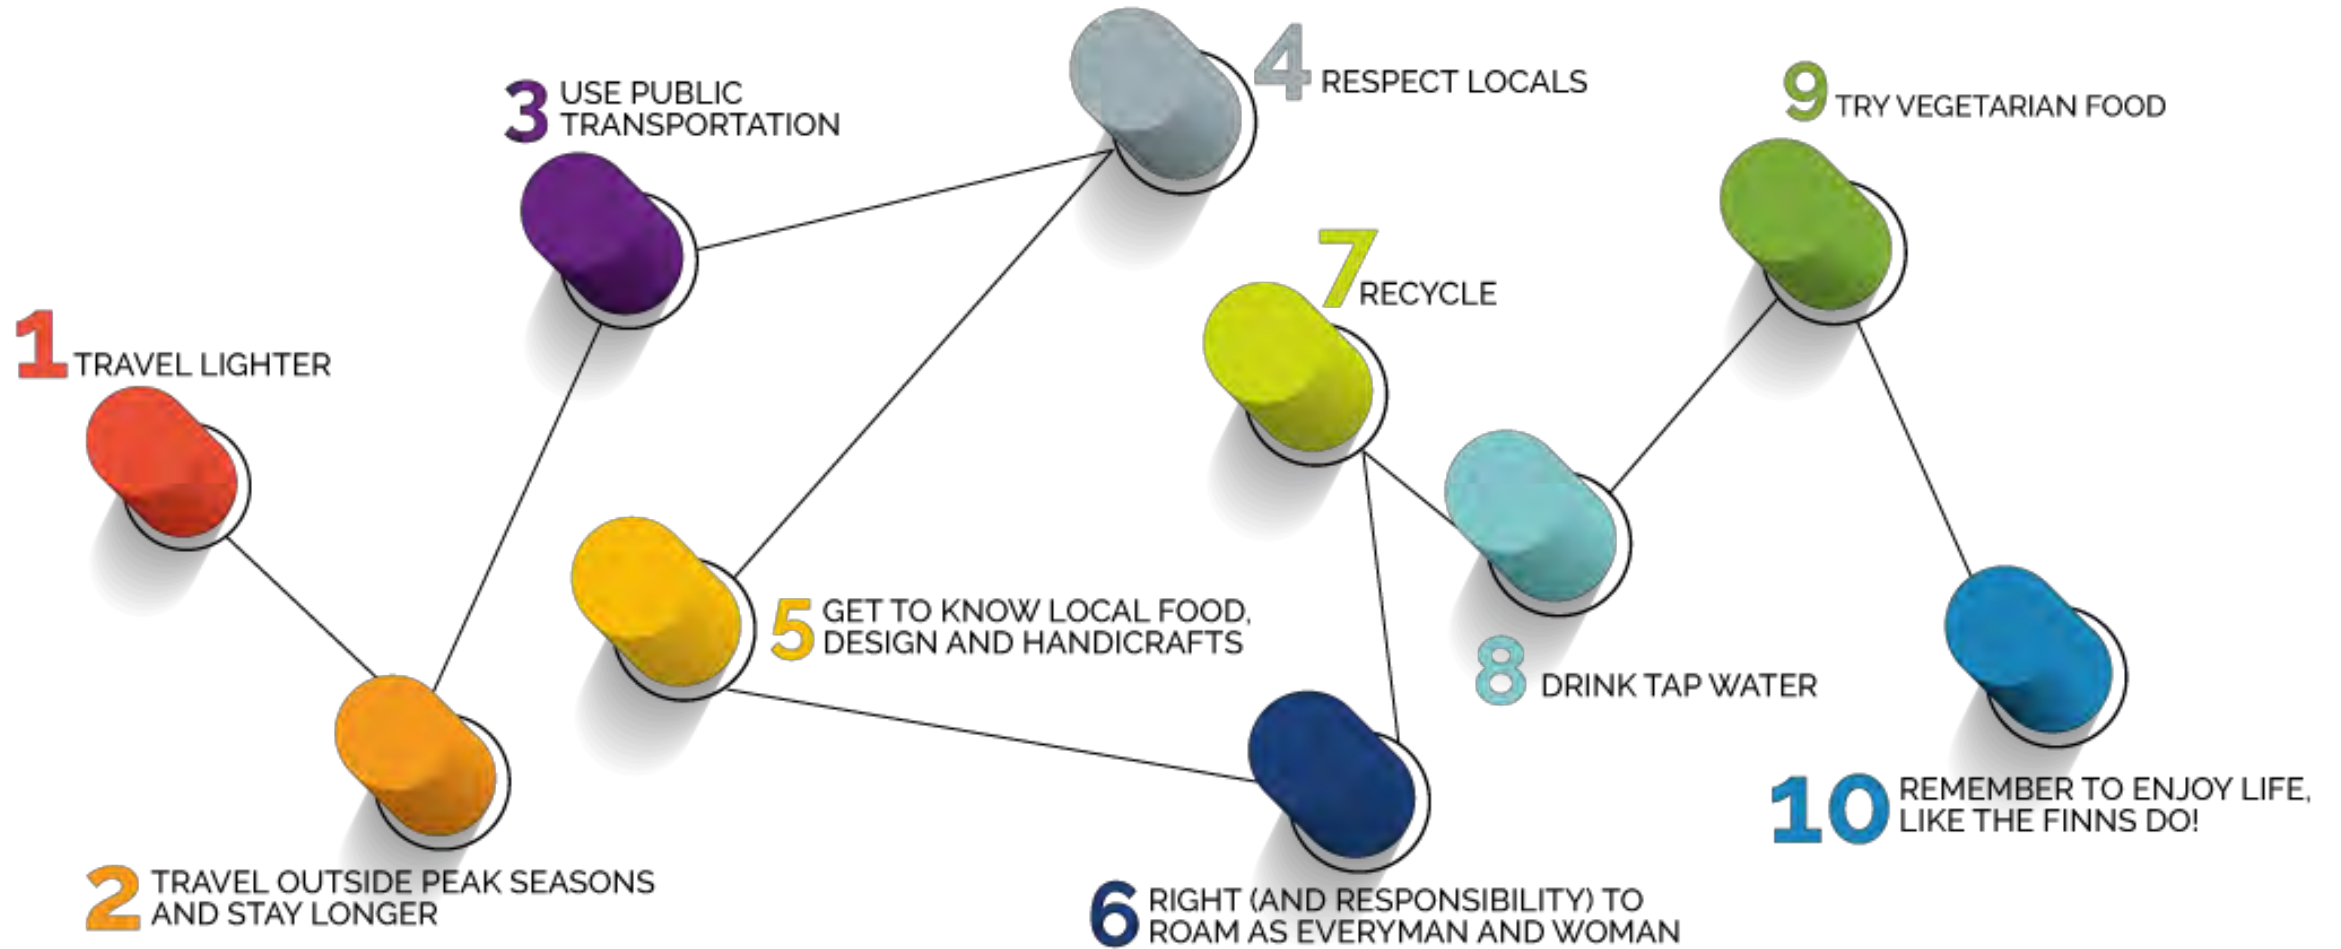 1 TRAVEL LIGHTER
2 TRAVEL OUTSIDE PEAK SEASONS
AND STAY LONGER
3 USE PUBLIC
TRANSPORTATION
4 RESPECT LOCALS
5 GET TO KNOW LOCAL FOOD,
DESIGN AND HANDICRAFTS
6 RIGHT (AND RESPONSIBILITY) TO
ROAM AS EVERYMAN AND WOMAN
7 RECYCLE
8 DRINK TAP WATER
9 TRY VEGETARIAN FOOD
10 REMEMBER TO ENJOY LIFE,
LIKE THE FINNS DO!